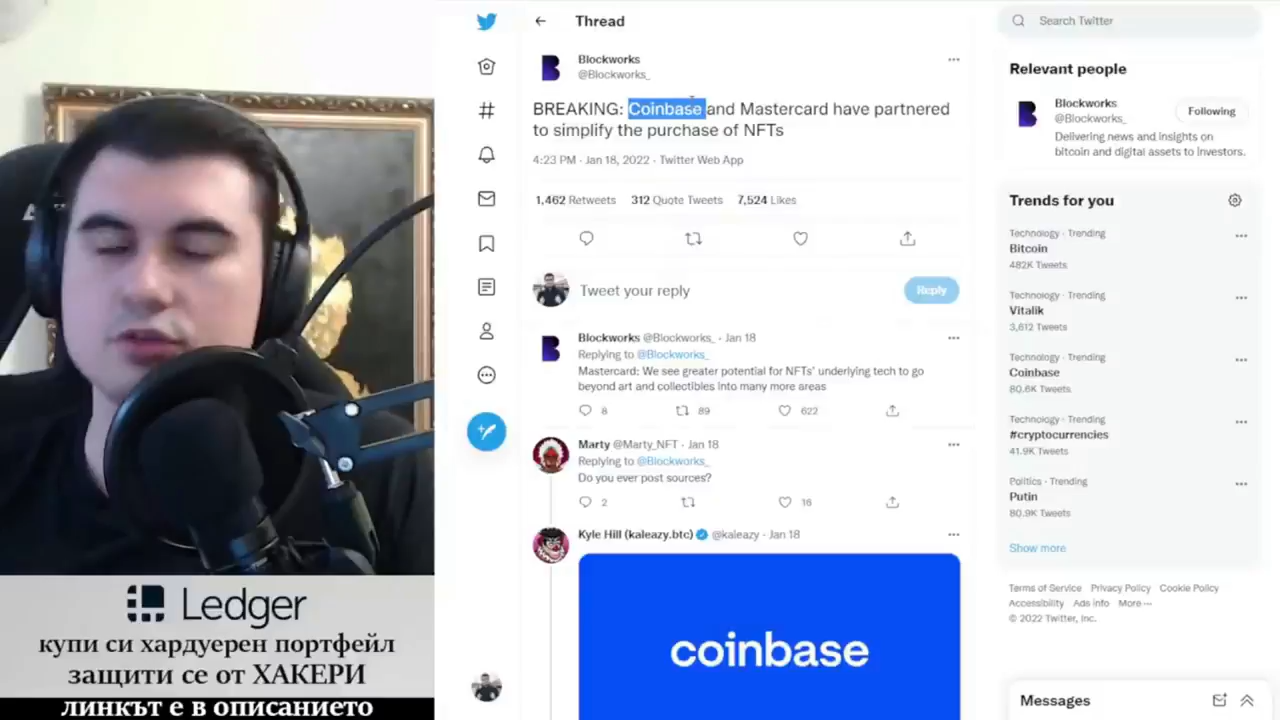 Thread
Search Twitter
Blockworks
@Blockworks_
BREAKING: Coinbase and Mastercard have partnered
to simplify the purchase of NFTs
4:23 PM · Jan 18, 2022 · Twitter Web App
1,462 Retweets 312 Quote Tweets 7,524 Likes
Tweet your reply
Reply
Blockworks @Blockworks_ · Jan 18
Replying to @Blockworks_
Mastercard: We see greater potential for NFTs' underlying tech to go
beyond art and collectibles into many more areas
8 89 622
Marty @Marty_NFT · Jan 18
Replying to @Blockworks_
Do you ever post sources?
2 16
Kyle Hill (kaleazy.btc) @kaleazy · Jan 18
coinbase
Relevant people
Blockworks
@Blockworks_
Following
Delivering news and insights on
bitcoin and digital assets to investors.
Trends for you
Technology · Trending
Bitcoin
482K Tweets
Technology · Trending
Vitalik
3,612 Tweets
Technology · Trending
Coinbase
80.6K Tweets
Technology · Trending
#cryptocurrencies
41.9K Tweets
Politics · Trending
Putin
80.9K Tweets
Show more
Terms of Service Privacy Policy Cookie Policy
Accessibility Ads info More ···
© 2022 Twitter, Inc.
Messages
Ledger
купи си хардуерен портфейл
защити се от ХАКЕРИ
линкът е в описанието